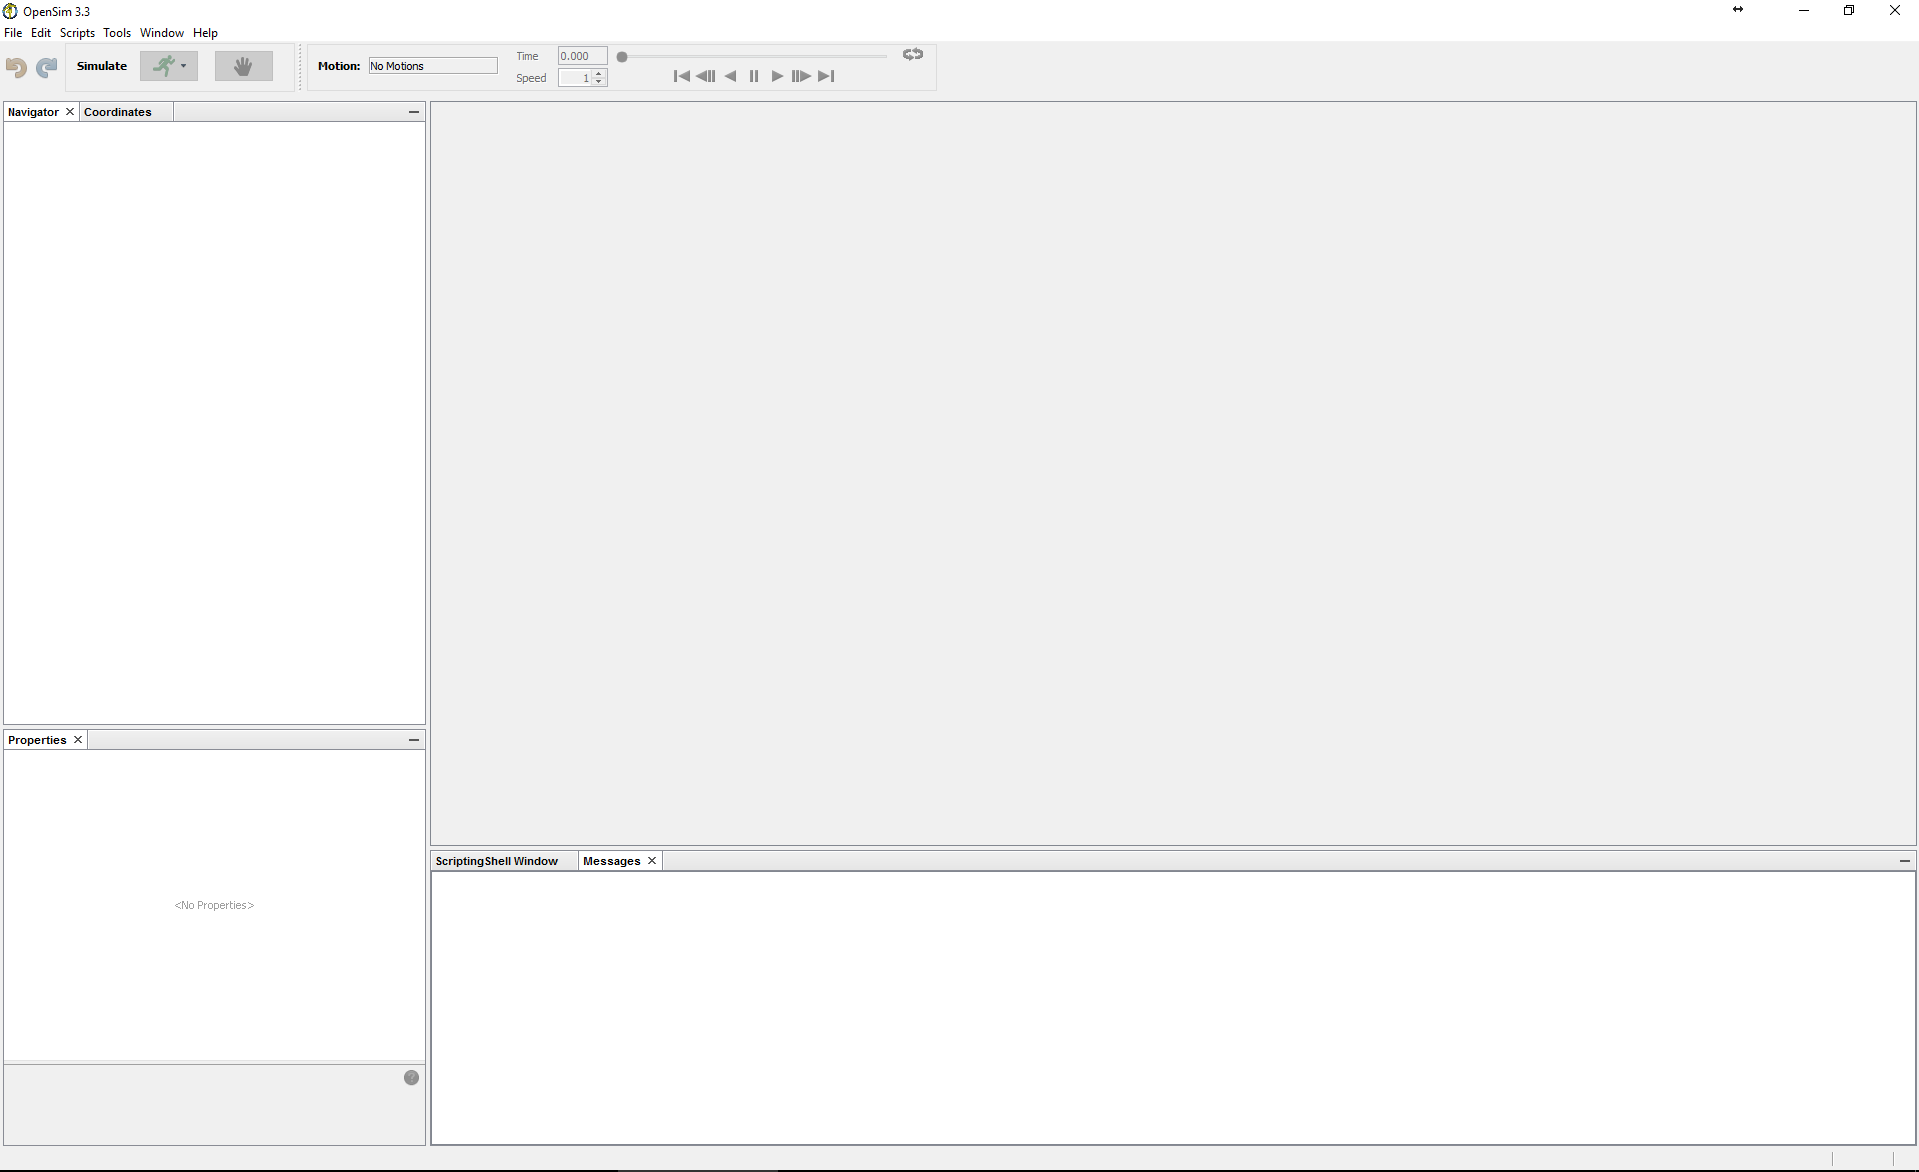 OpenSim 3.3
File Edit Scripts Tools Window Help
Simulate
Motion: No Motions
Time 0.000
Speed 1
Navigator Coordinates
Properties
<No Properties>
?
ScriptingShell Window Messages